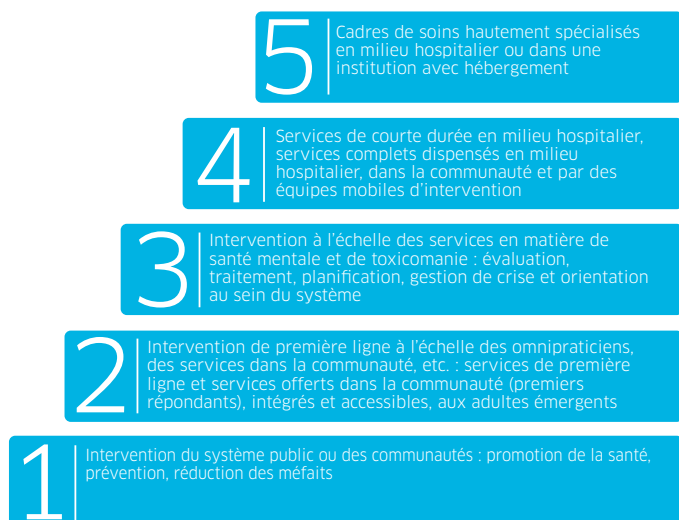 5
Cadres de soins hautement spécialisés
en milieu hospitalier ou dans une
institution avec hébergement
4
Services de courte durée en milieu hospitalier,
services complets dispensés en milieu
hospitalier, dans la communauté et par des
équipes mobiles d'intervention
3
Intervention à l'échelle des services en matière de
santé mentale et de toxicomanie : évaluation,
traitement, planification, gestion de crise et orientation
au sein du système
2
Intervention de première ligne à l'échelle des omnipraticiens,
des services dans la communauté, etc. : services de première
ligne et services offerts dans la communauté (premiers
répondants), intégrés et accessibles, aux adultes émergents
1
Intervention du système public ou des communautés : promotion de la santé,
prévention, réduction des méfaits